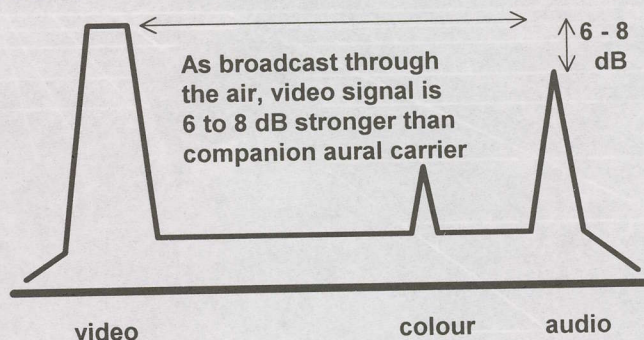 6 - 8
dB
As broadcast through
the air, video signal is
6 to 8 dB stronger than
companion aural carrier
video
colour
audio